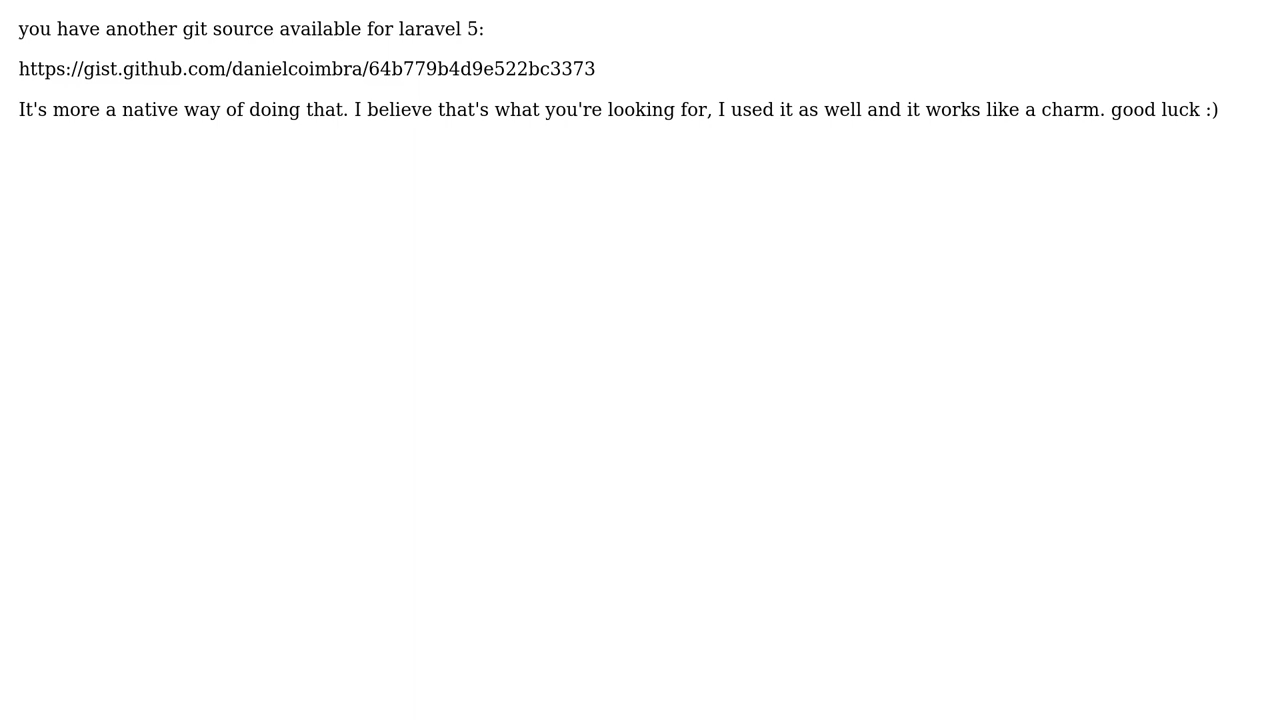 you have another git source available for laravel 5:
https://gist.github.com/danielcoimbra/64b779b4d9e522bc3373
It's more a native way of doing that. I believe that's what you're looking for, I used it as well and it works like a charm. good luck :)